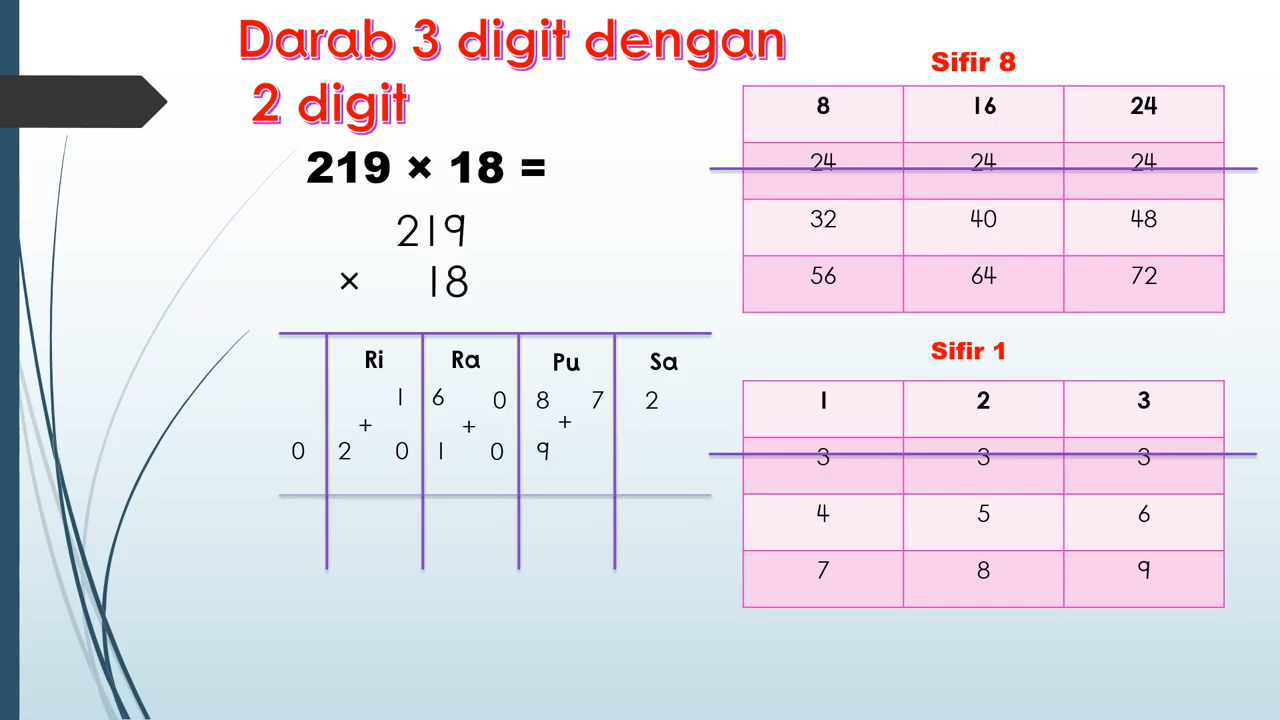 Darab 3 digit dengan
2 digit
219 × 18 =
219
× 18
Ri Ra Pu Sa
1 6 0 8 7 2
+ + +
0 2 0 1 0 9
Sifir 8
8 16 24
24 24 24
32 40 48
56 64 72
Sifir 1
1 2 3
3 3 3
4 5 6
7 8 9